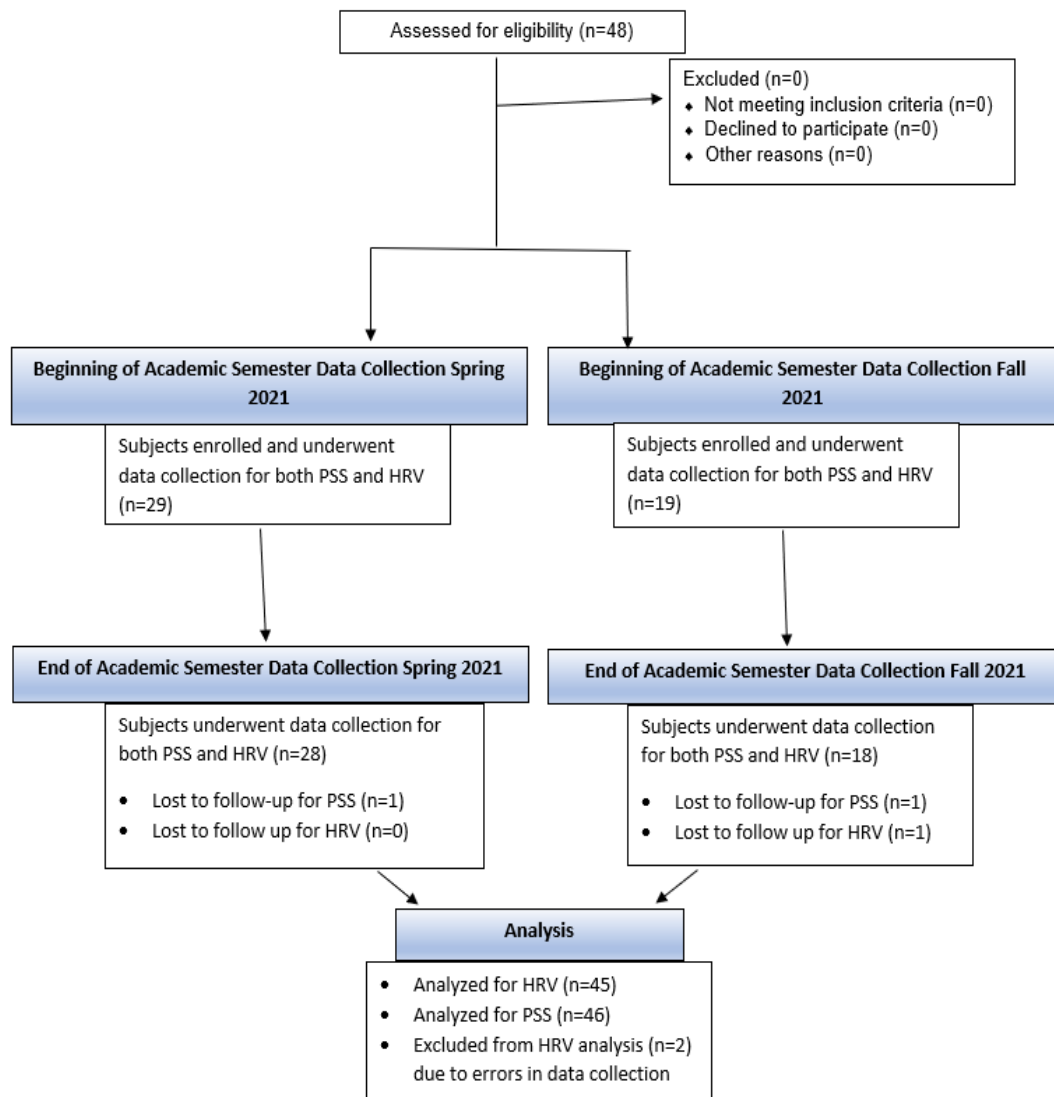 Assessed for eligibility (n=48)
Excluded (n=0)
⬧ Not meeting inclusion criteria (n=0)
⬧ Declined to participate (n=0)
⬧ Other reasons (n=0)
Beginning of Academic Semester Data Collection Spring
2021
Beginning of Academic Semester Data Collection Fall
2021
Subjects enrolled and underwent
data collection for both PSS and HRV
(n=29)
Subjects enrolled and underwent
data collection for both PSS and HRV
(n=19)
End of Academic Semester Data Collection Spring 2021
End of Academic Semester Data Collection Fall 2021
Subjects underwent data collection for
both PSS and HRV (n=28)
• Lost to follow-up for PSS (n=1)
• Lost to follow up for HRV (n=0)
Subjects underwent data collection
for both PSS and HRV (n=18)
• Lost to follow-up for PSS (n=1)
• Lost to follow up for HRV (n=1)
Analysis
• Analyzed for HRV (n=45)
• Analyzed for PSS (n=46)
• Excluded from HRV analysis (n=2)
due to errors in data collection